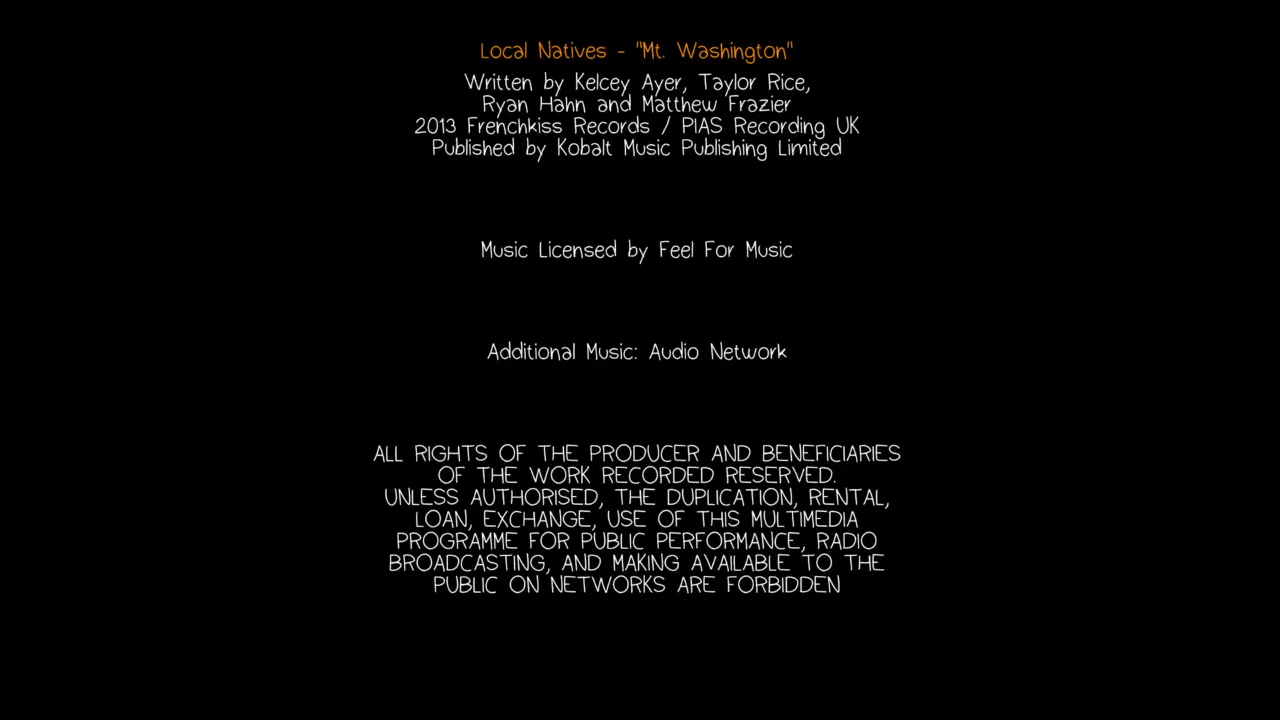 Local Natives - "Mt. Washington"
Written by Kelcey Ayer, Taylor Rice,
Ryan Hahn and Matthew Frazier
2013 Frenchkiss Records / PIAS Recording UK
Published by Kobalt Music Publishing Limited
Music Licensed by Feel For Music
Additional Music: Audio Network
ALL RIGHTS OF THE PRODUCER AND BENEFICIARIES
OF THE WORK RECORDED RESERVED.
UNLESS AUTHORISED, THE DUPLICATION, RENTAL,
LOAN, EXCHANGE, USE OF THIS MULTIMEDIA
PROGRAMME FOR PUBLIC PERFORMANCE, RADIO
BROADCASTING, AND MAKING AVAILABLE TO THE
PUBLIC ON NETWORKS ARE FORBIDDEN